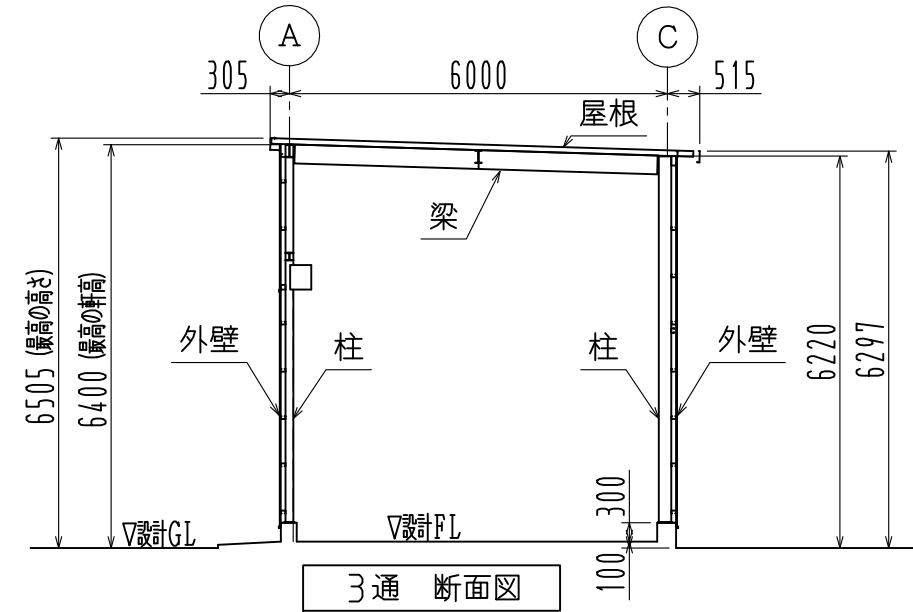 A
C
305
6000
515
屋根
梁
6505 (最高の高さ)
6400 (最高の軒高)
外壁
柱
柱
外壁
6220
6297
300
▽設計GL
▽設計FL
100
3通 断面図